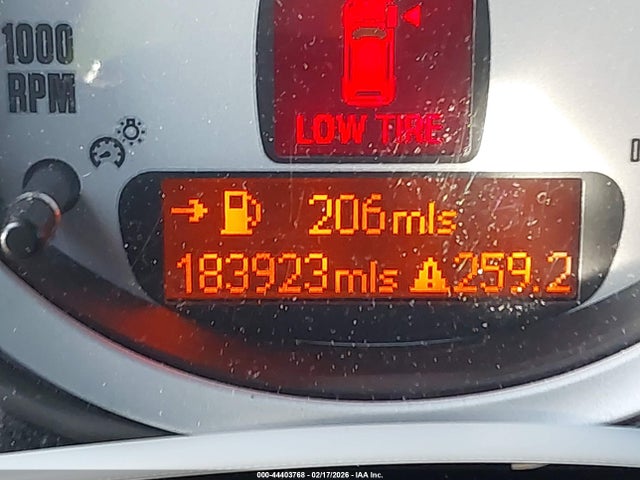 1000
RPM
LOW TIRE
206 mls
183923 mls 259.2
000-44403768 - 02/17/2026 - IAA Inc.